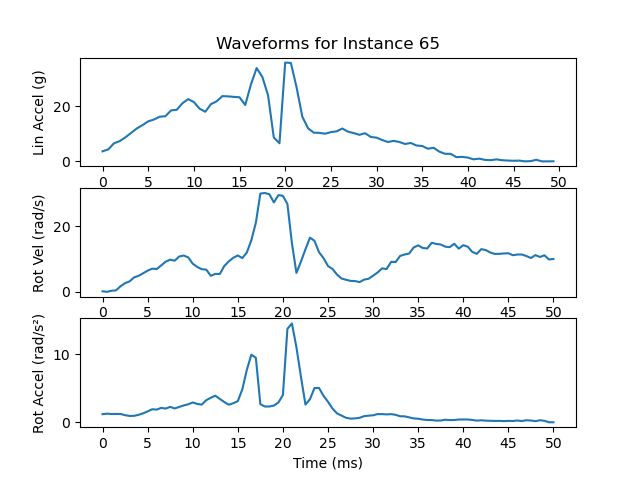 Waveforms for Instance 65
Lin Accel (g)
20
0
0 5 10 15 20 25 30 35 40 45 50
Rot Vel (rad/s)
20
0
0 5 10 15 20 25 30 35 40 45 50
Rot Accel (rad/s²)
10
0
0 5 10 15 20 25 30 35 40 45 50
Time (ms)